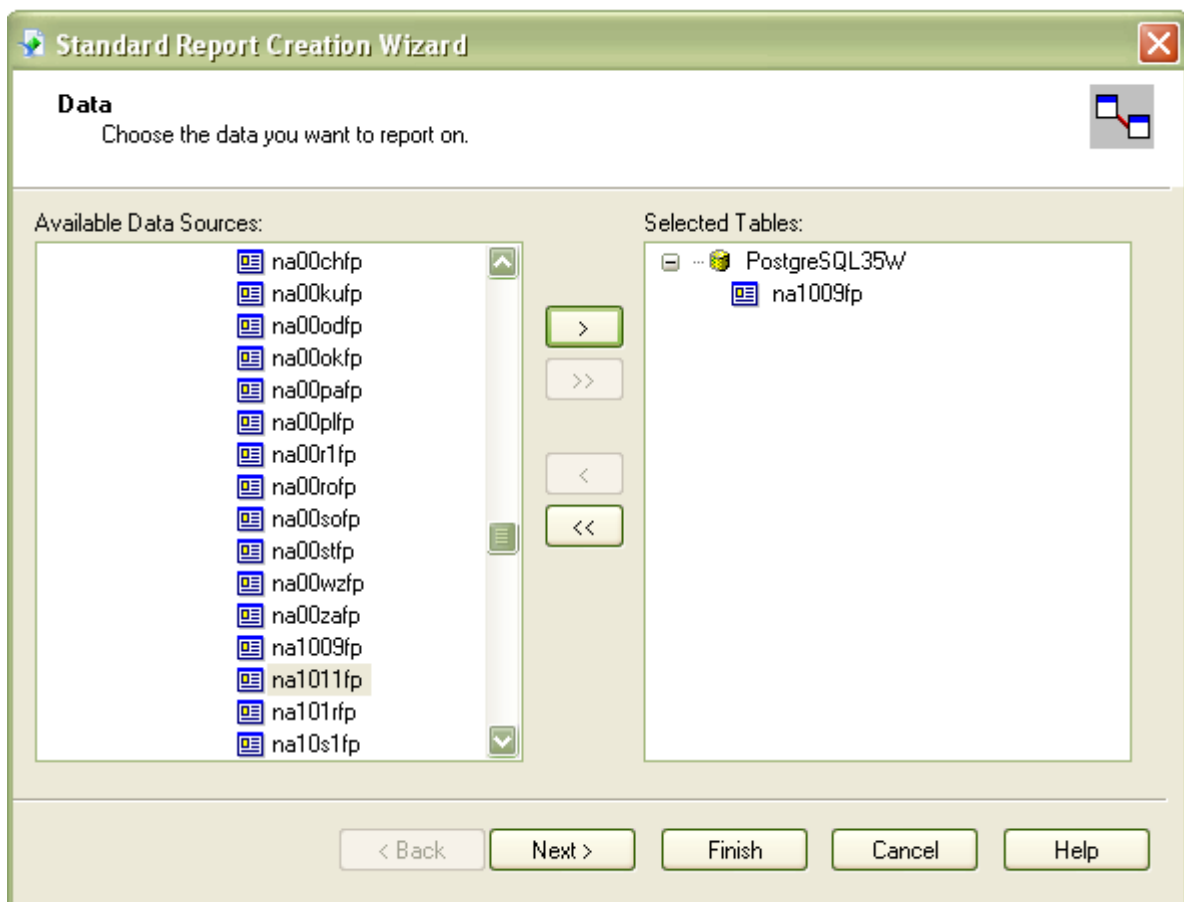 Standard Report Creation Wizard
Data
Choose the data you want to report on.
Available Data Sources:
na00chfp
na00kufp
na00odfp
na00okfp
na00pafp
na00plfp
na00r1fp
na00rofp
na00sofp
na00stfp
na00wzfp
na00zafp
na1009fp
na1011fp
na101rfp
na10s1fp
>
>>
<
<<
Selected Tables:
PostgreSQL35W
na1009fp
< Back
Next >
Finish
Cancel
Help